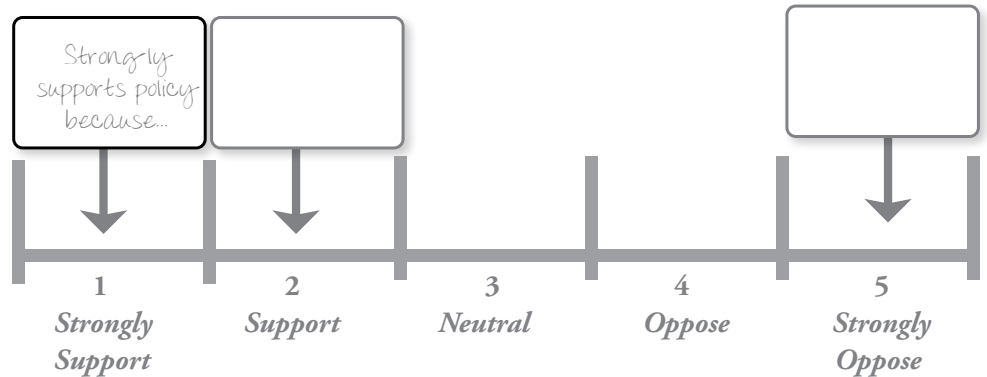 Strongly
supports policy
because...
1 2 3 4 5
Strongly Support Neutral Oppose Strongly
Support Oppose